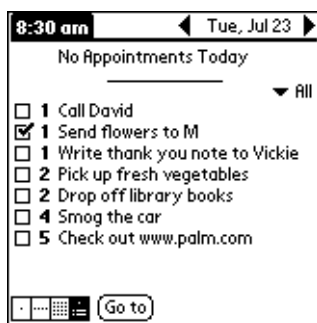 8:30 am Tue, Jul 23
No Appointments Today
All
1 Call David
1 Send flowers to M
1 Write thank you note to Vickie
2 Pick up fresh vegetables
2 Drop off library books
4 Smog the car
5 Check out www.palm.com
Go to